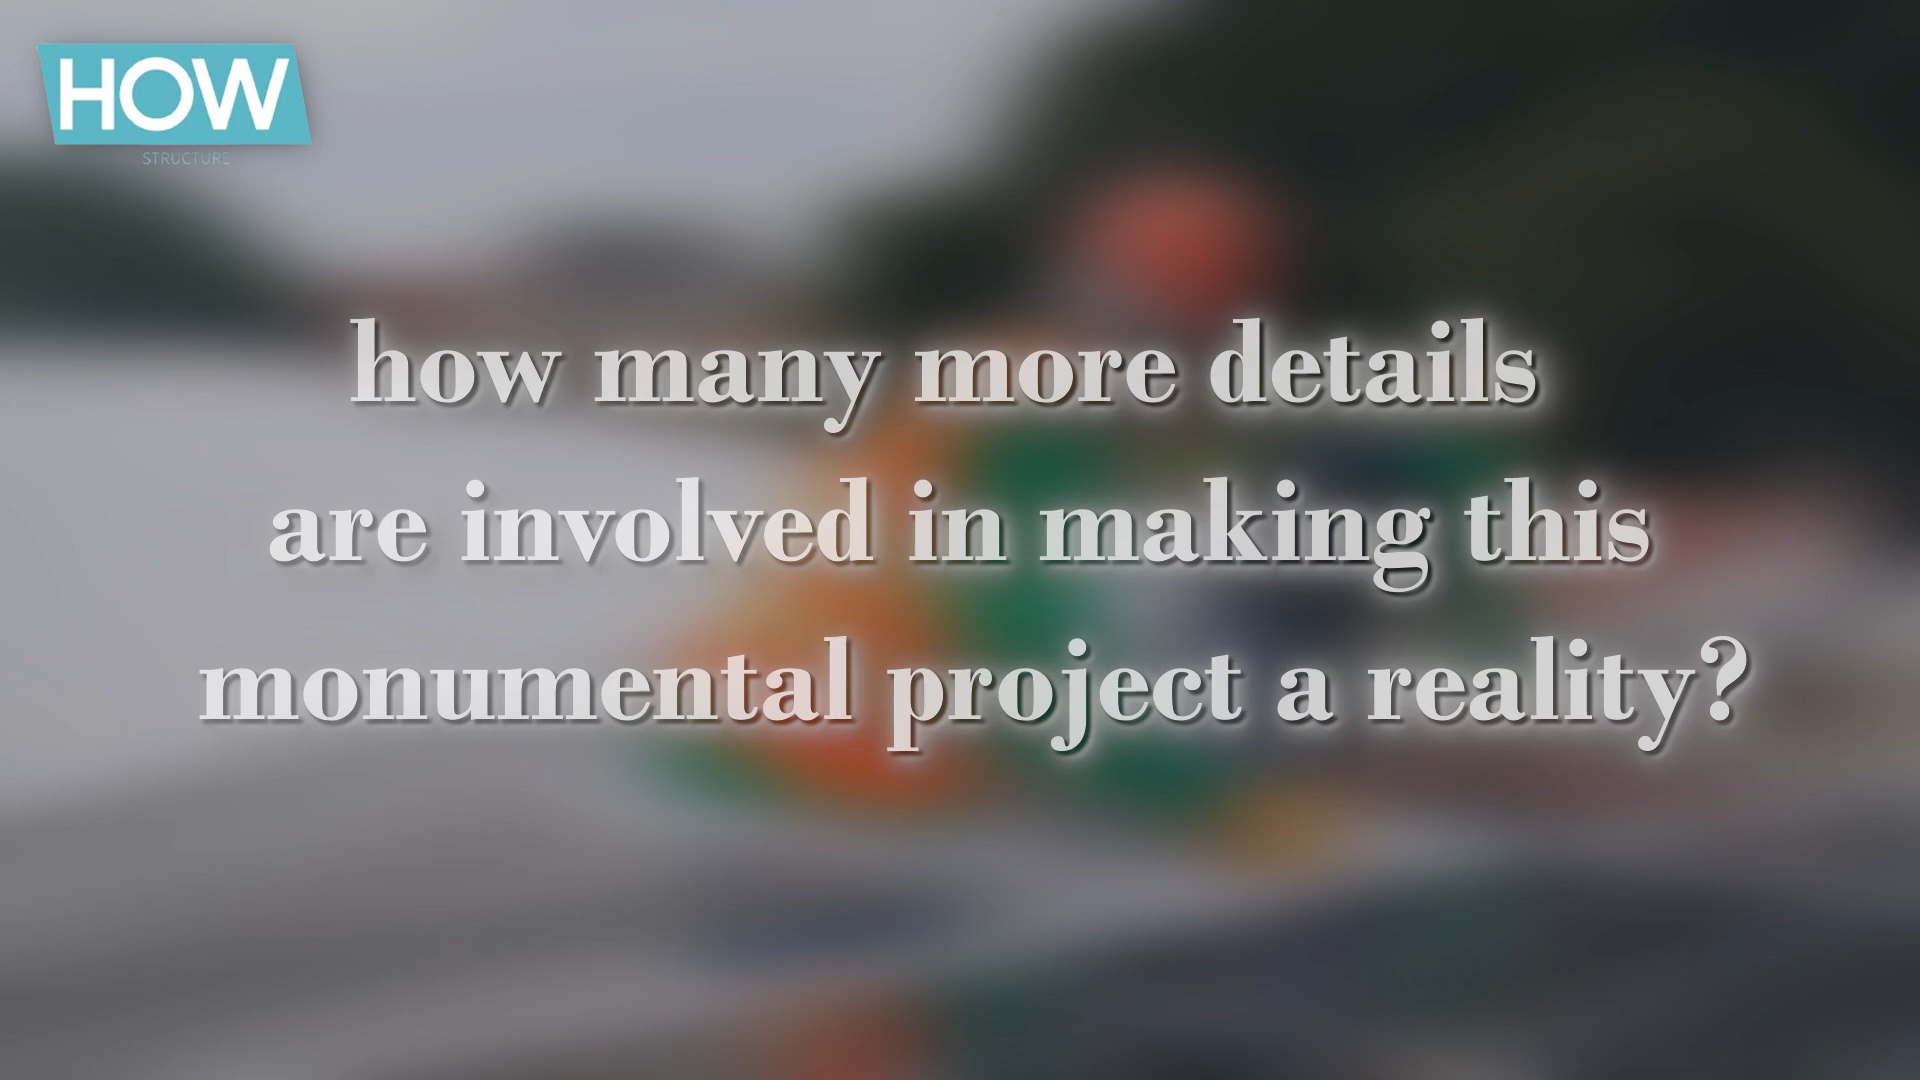 HOW
STRUCTURE
how many more details
are involved in making this
monumental project a reality?